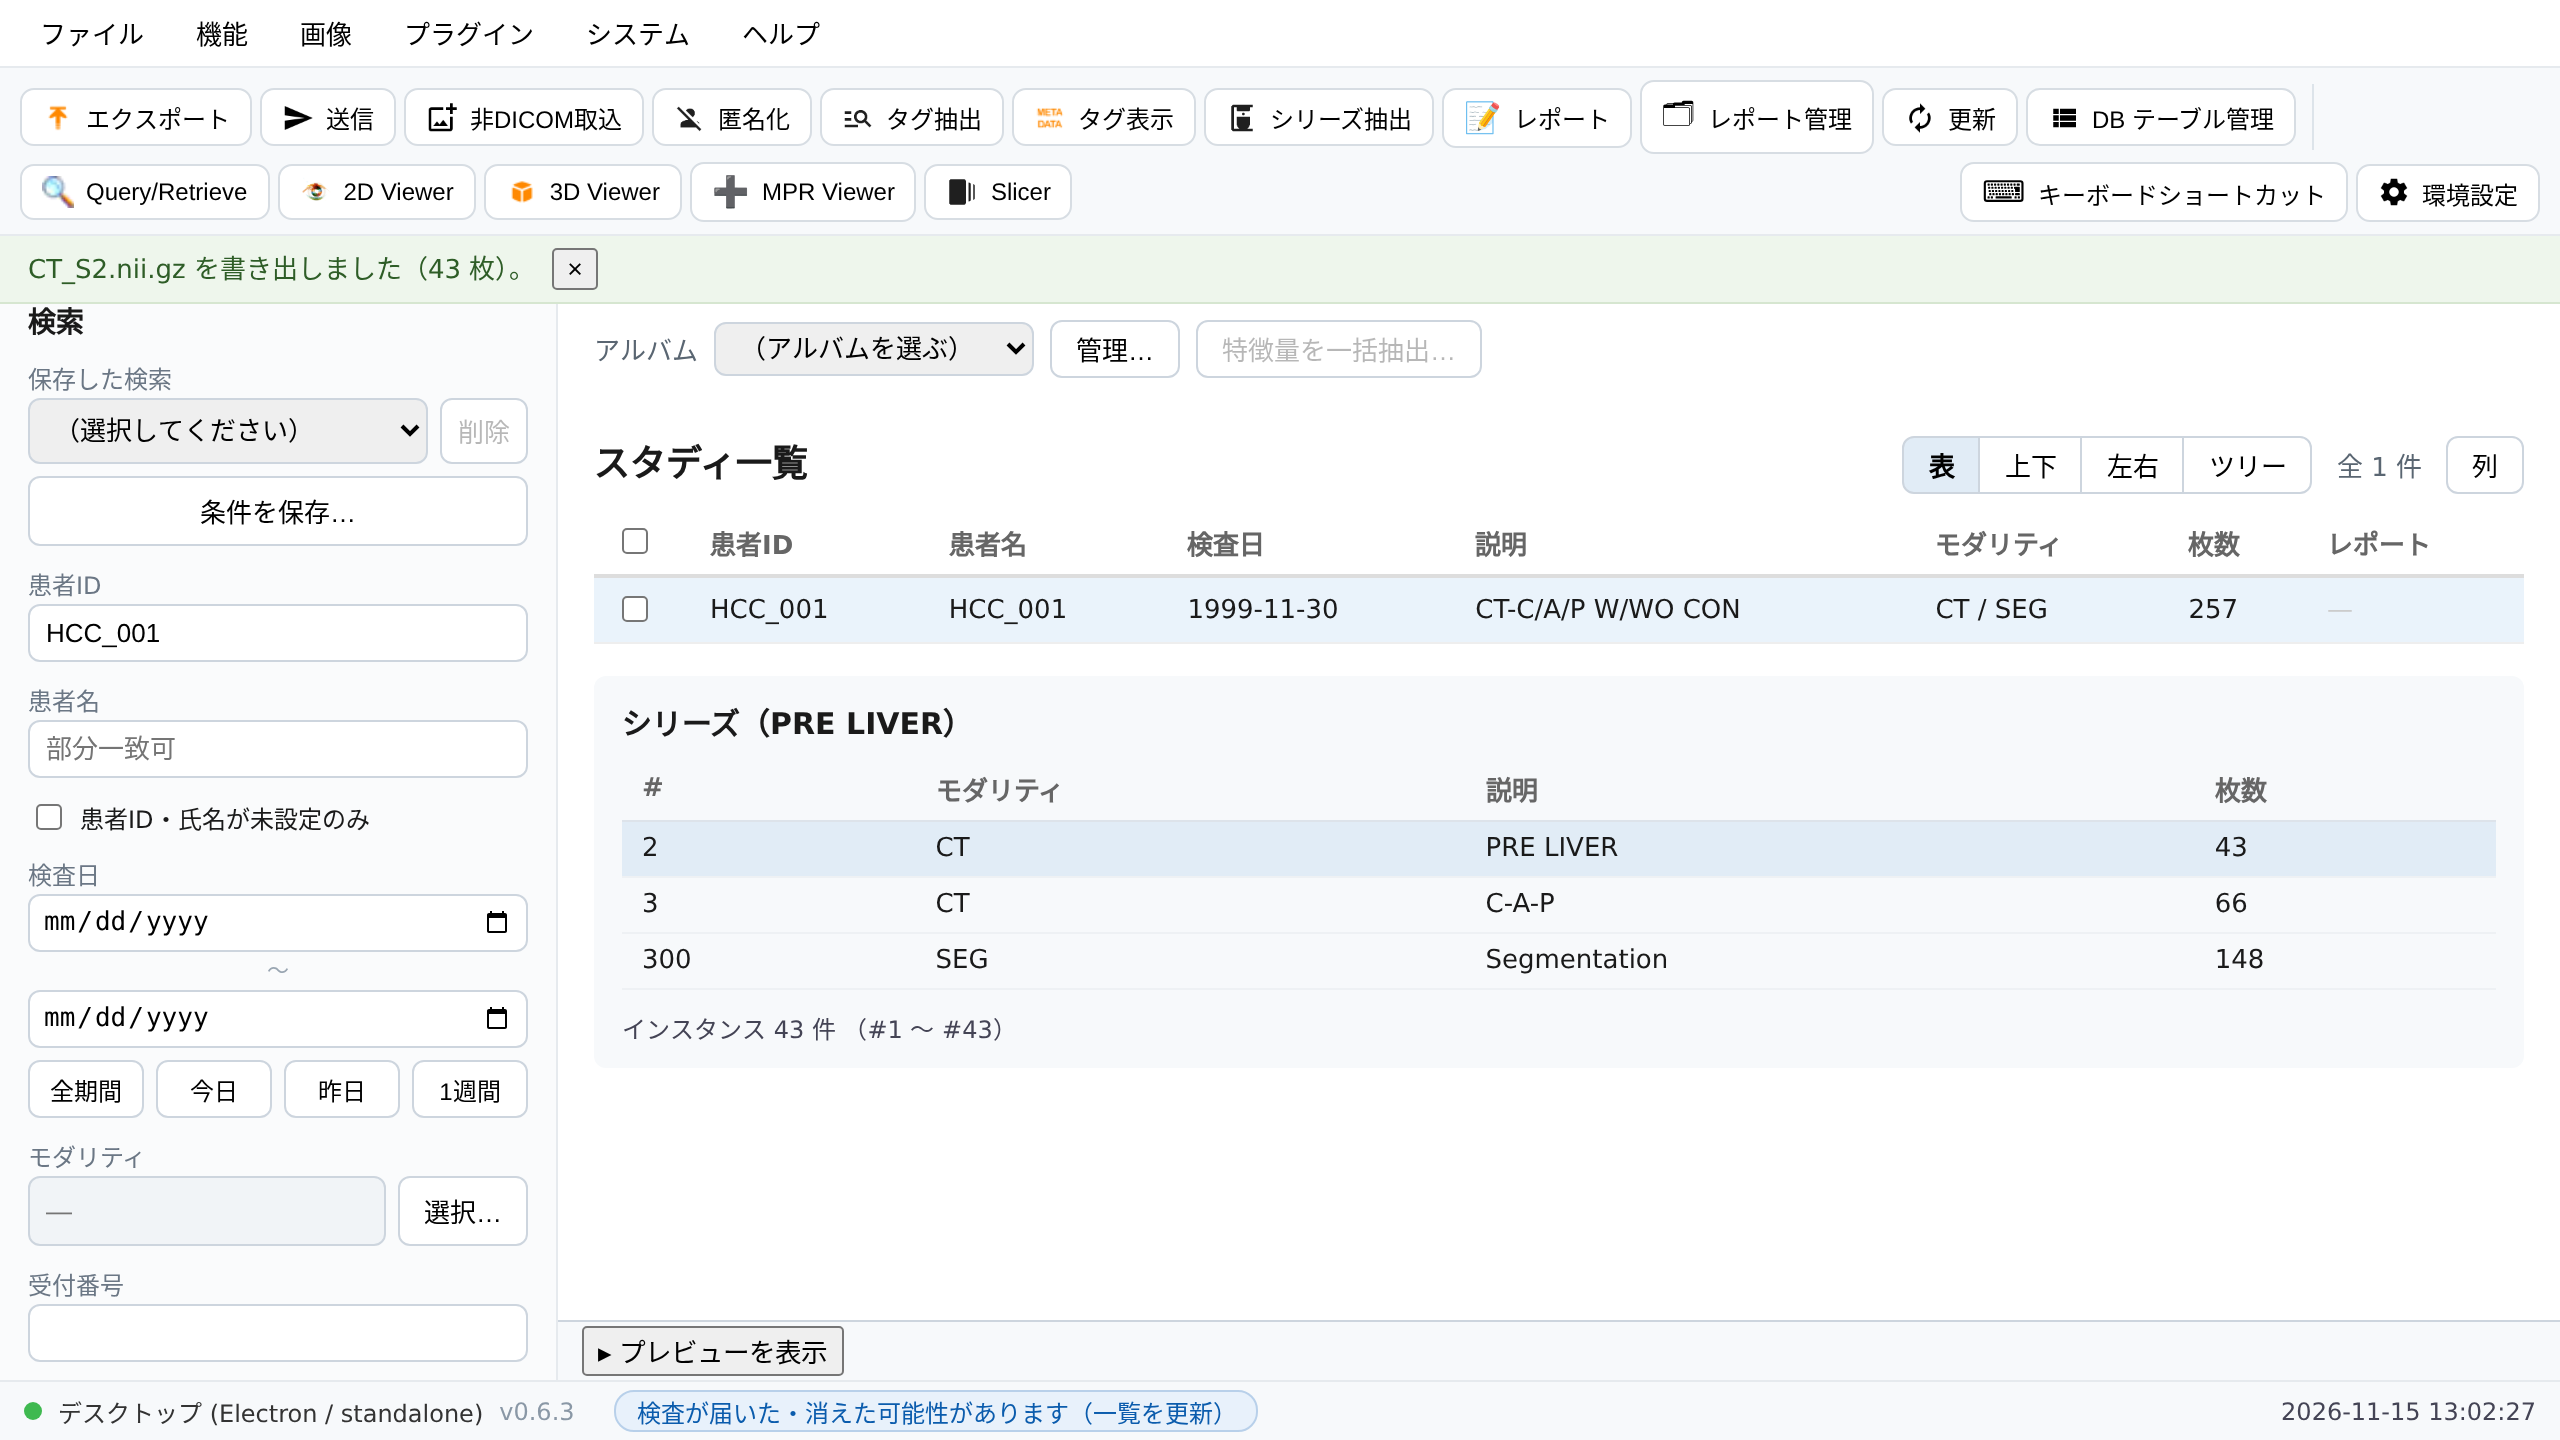 ファイル 機能 画像 プラグイン システム ヘルプ
エクスポート 送信 非DICOM取込 匿名化 タグ抽出 META DATA タグ表示 シリーズ抽出 レポート レポート管理 更新 DB テーブル管理
Query/Retrieve 2D Viewer 3D Viewer MPR Viewer Slicer キーボードショートカット 環境設定
CT_S2.nii.gz を書き出しました（43 枚）。 ×
検索
保存した検索
（選択してください） 削除
条件を保存…
患者ID
HCC_001
患者名
部分一致可
患者ID・氏名が未設定のみ
検査日
mm/dd/yyyy
～
mm/dd/yyyy
全期間 今日 昨日 1週間
モダリティ
— 選択…
受付番号
アルバム （アルバムを選ぶ） 管理… 特徴量を一括抽出…
スタディ一覧 表 上下 左右 ツリー 全 1 件 列
患者ID 患者名 検査日 説明 モダリティ 枚数 レポート
HCC_001 HCC_001 1999-11-30 CT-C/A/P W/WO CON CT / SEG 257 —
シリーズ（PRE LIVER）
# モダリティ 説明 枚数
2 CT PRE LIVER 43
3 CT C-A-P 66
300 SEG Segmentation 148
インスタンス 43 件 （#1 ～ #43）
▸ プレビューを表示
デスクトップ (Electron / standalone) v0.6.3 検査が届いた・消えた可能性があります（一覧を更新） 2026-11-15 13:02:27